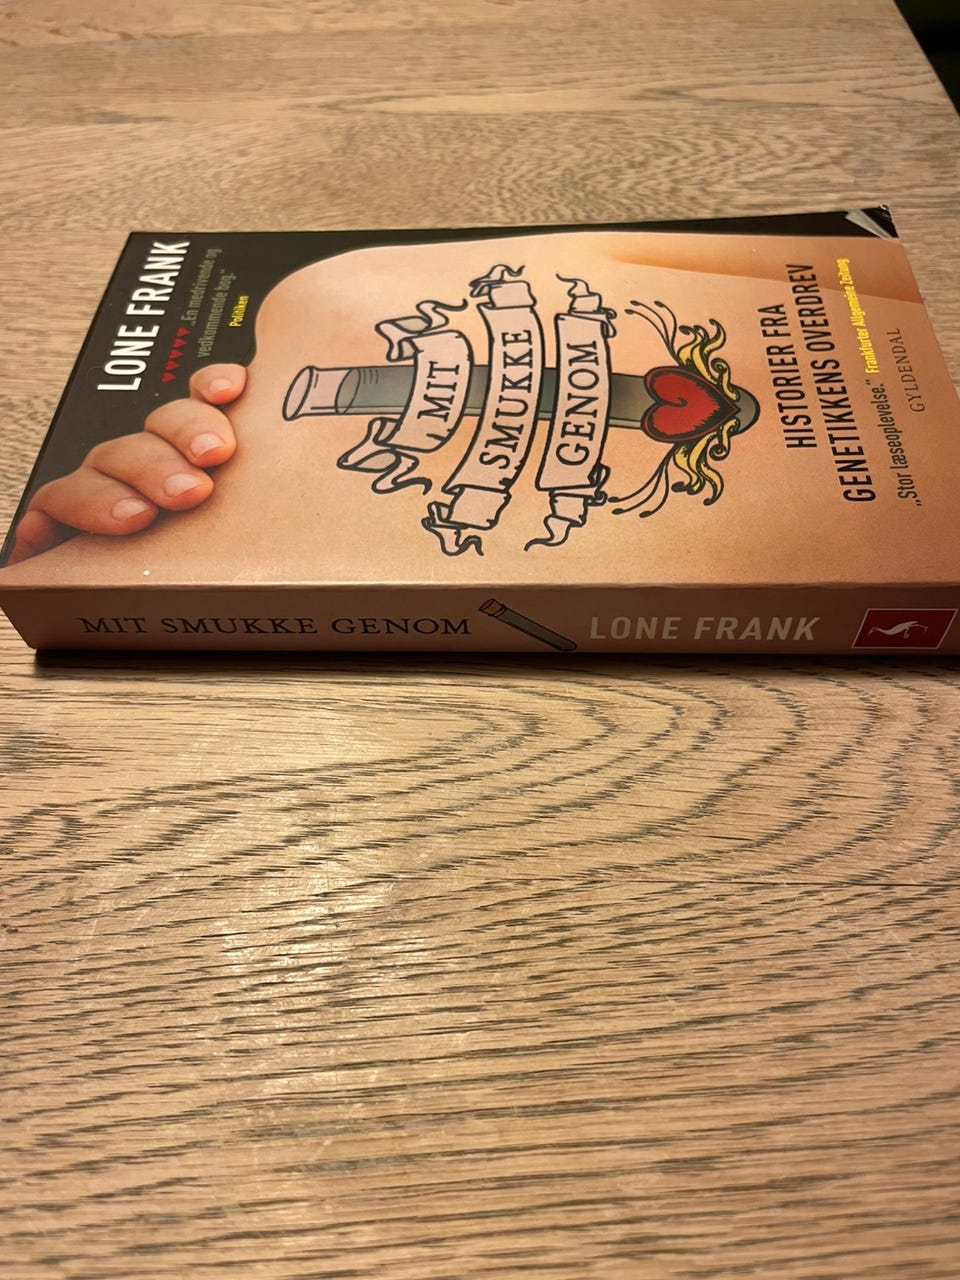 LONE FRANK
♥♥♥♥♥ „En medrivende og
vedkommende bog.“
Politiken
MIT
SMUKKE
GENOM
HISTORIER FRA
GENETIKKENS OVERDREV
„Stor læseoplevelse.“ Frankfurter Allgemeine Zeitung
GYLDENDAL
MIT SMUKKE GENOM LONE FRANK